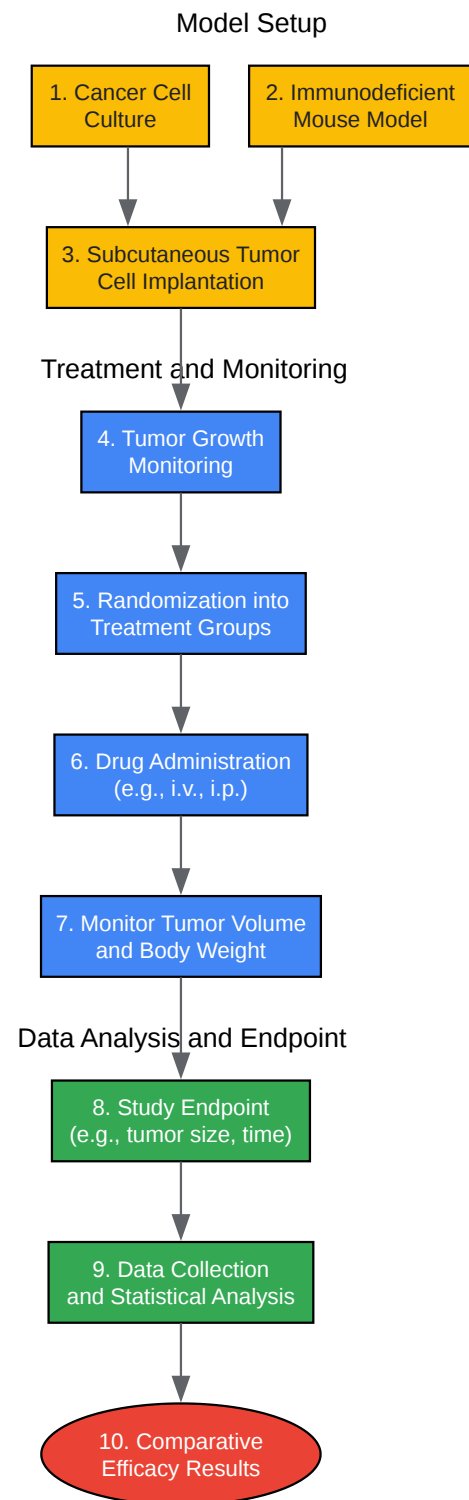 Model Setup
1. Cancer Cell
Culture
2. Immunodeficient
Mouse Model
3. Subcutaneous Tumor
Cell Implantation
Treatment and Monitoring
4. Tumor Growth
Monitoring
5. Randomization into
Treatment Groups
6. Drug Administration
(e.g., i.v., i.p.)
7. Monitor Tumor Volume
and Body Weight
Data Analysis and Endpoint
8. Study Endpoint
(e.g., tumor size, time)
9. Data Collection
and Statistical Analysis
10. Comparative
Efficacy Results